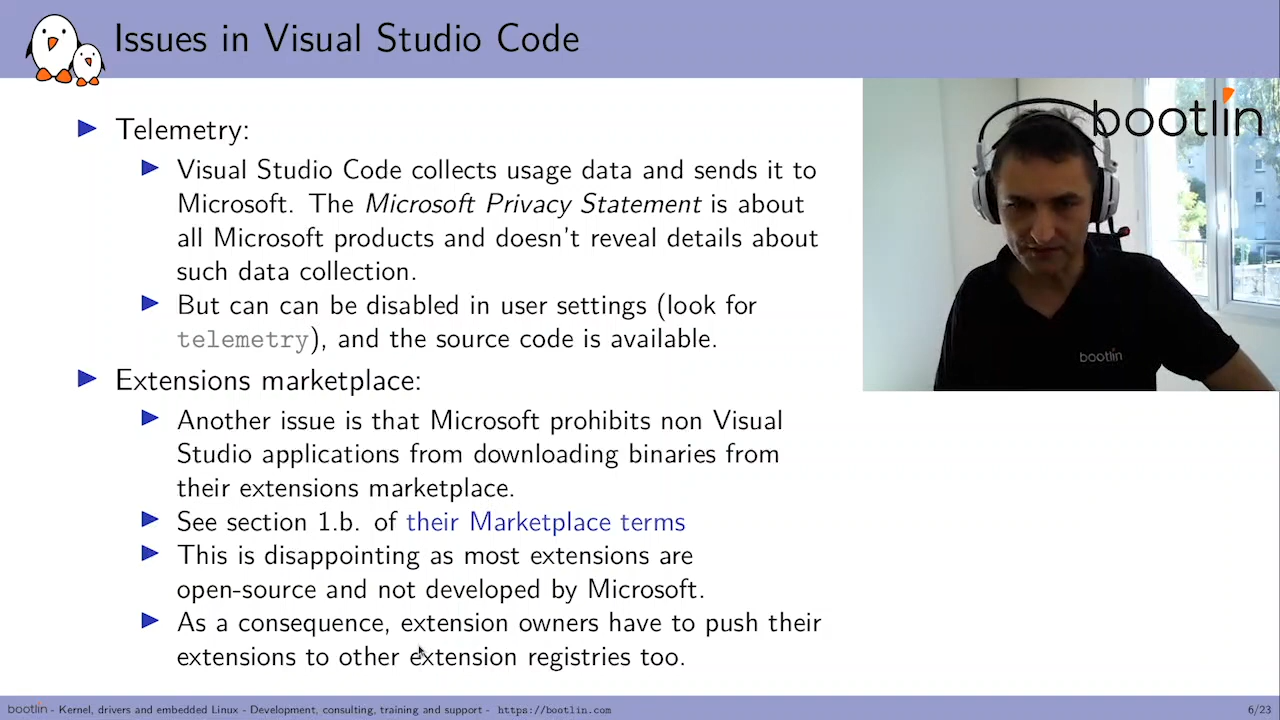 Issues in Visual Studio Code
bootlin
Telemetry:
Visual Studio Code collects usage data and sends it to
Microsoft. The Microsoft Privacy Statement is about
all Microsoft products and doesn't reveal details about
such data collection.
But can can be disabled in user settings (look for
telemetry), and the source code is available.
Extensions marketplace:
Another issue is that Microsoft prohibits non Visual
Studio applications from downloading binaries from
their extensions marketplace.
See section 1.b. of their Marketplace terms
This is disappointing as most extensions are
open-source and not developed by Microsoft.
As a consequence, extension owners have to push their
extensions to other extension registries too.
bootlin
bootlin - Kernel, drivers and embedded Linux - Development, consulting, training and support - https://bootlin.com
6/23